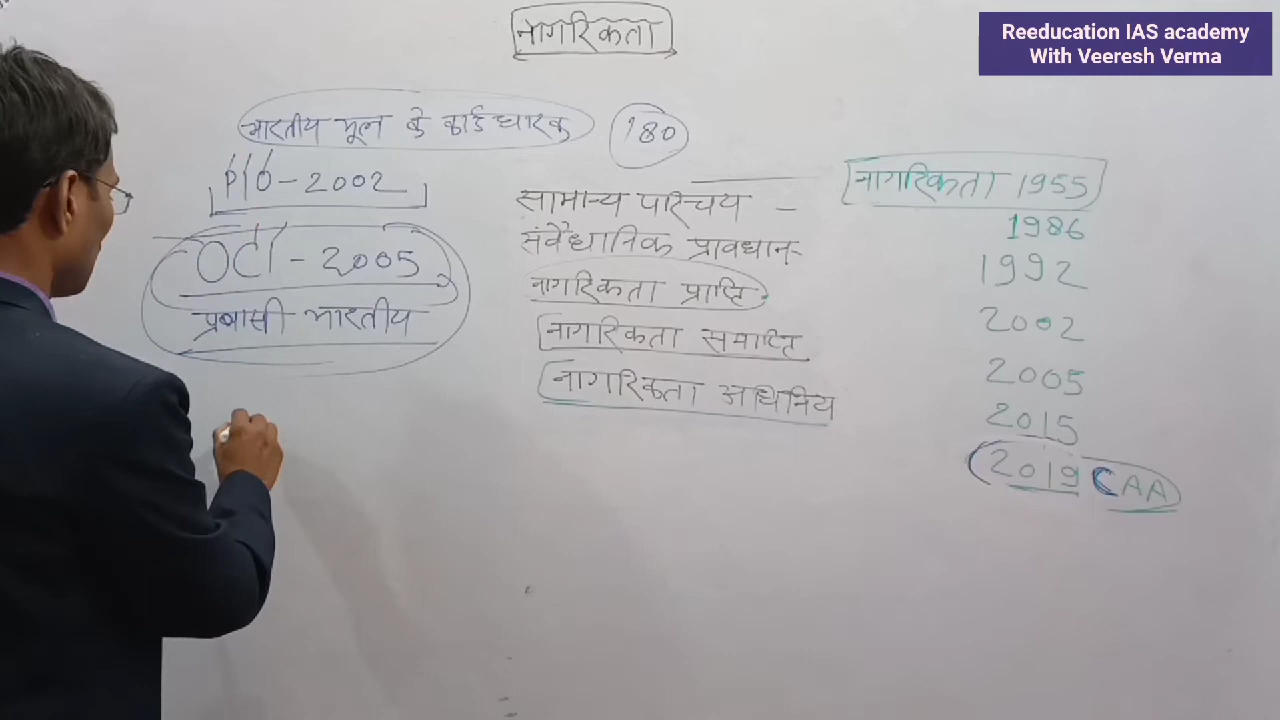 नागरिकता
Reeducation IAS academy
With Veeresh Verma
भारतीय मूल के कार्ड धारक
180
PIO - 2002
OCI - 2005
प्रवासी भारतीय
सामान्य परिचय -
संवैधानिक प्रावधान-
नागरिकता प्राप्ति
नागरिकता समाप्ति
नागरिकता अधिनिय
नागरिकता 1955
1986
1992
2002
2005
2015
2019 CAA